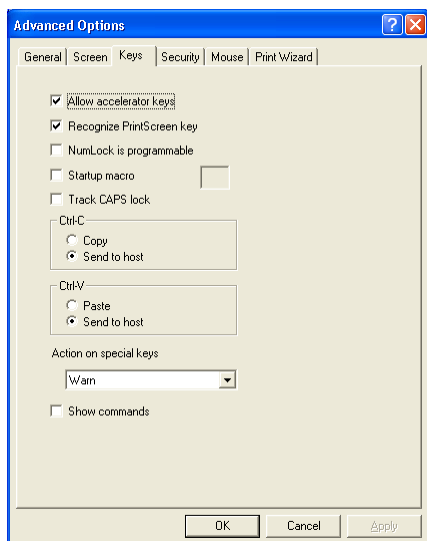 Advanced Options
General Screen Keys Security Mouse Print Wizard
Allow accelerator keys
Recognize PrintScreen key
NumLock is programmable
Startup macro
Track CAPS lock
Ctrl-C
Copy
Send to host
Ctrl-V
Paste
Send to host
Action on special keys
Warn
Show commands
OK Cancel Apply